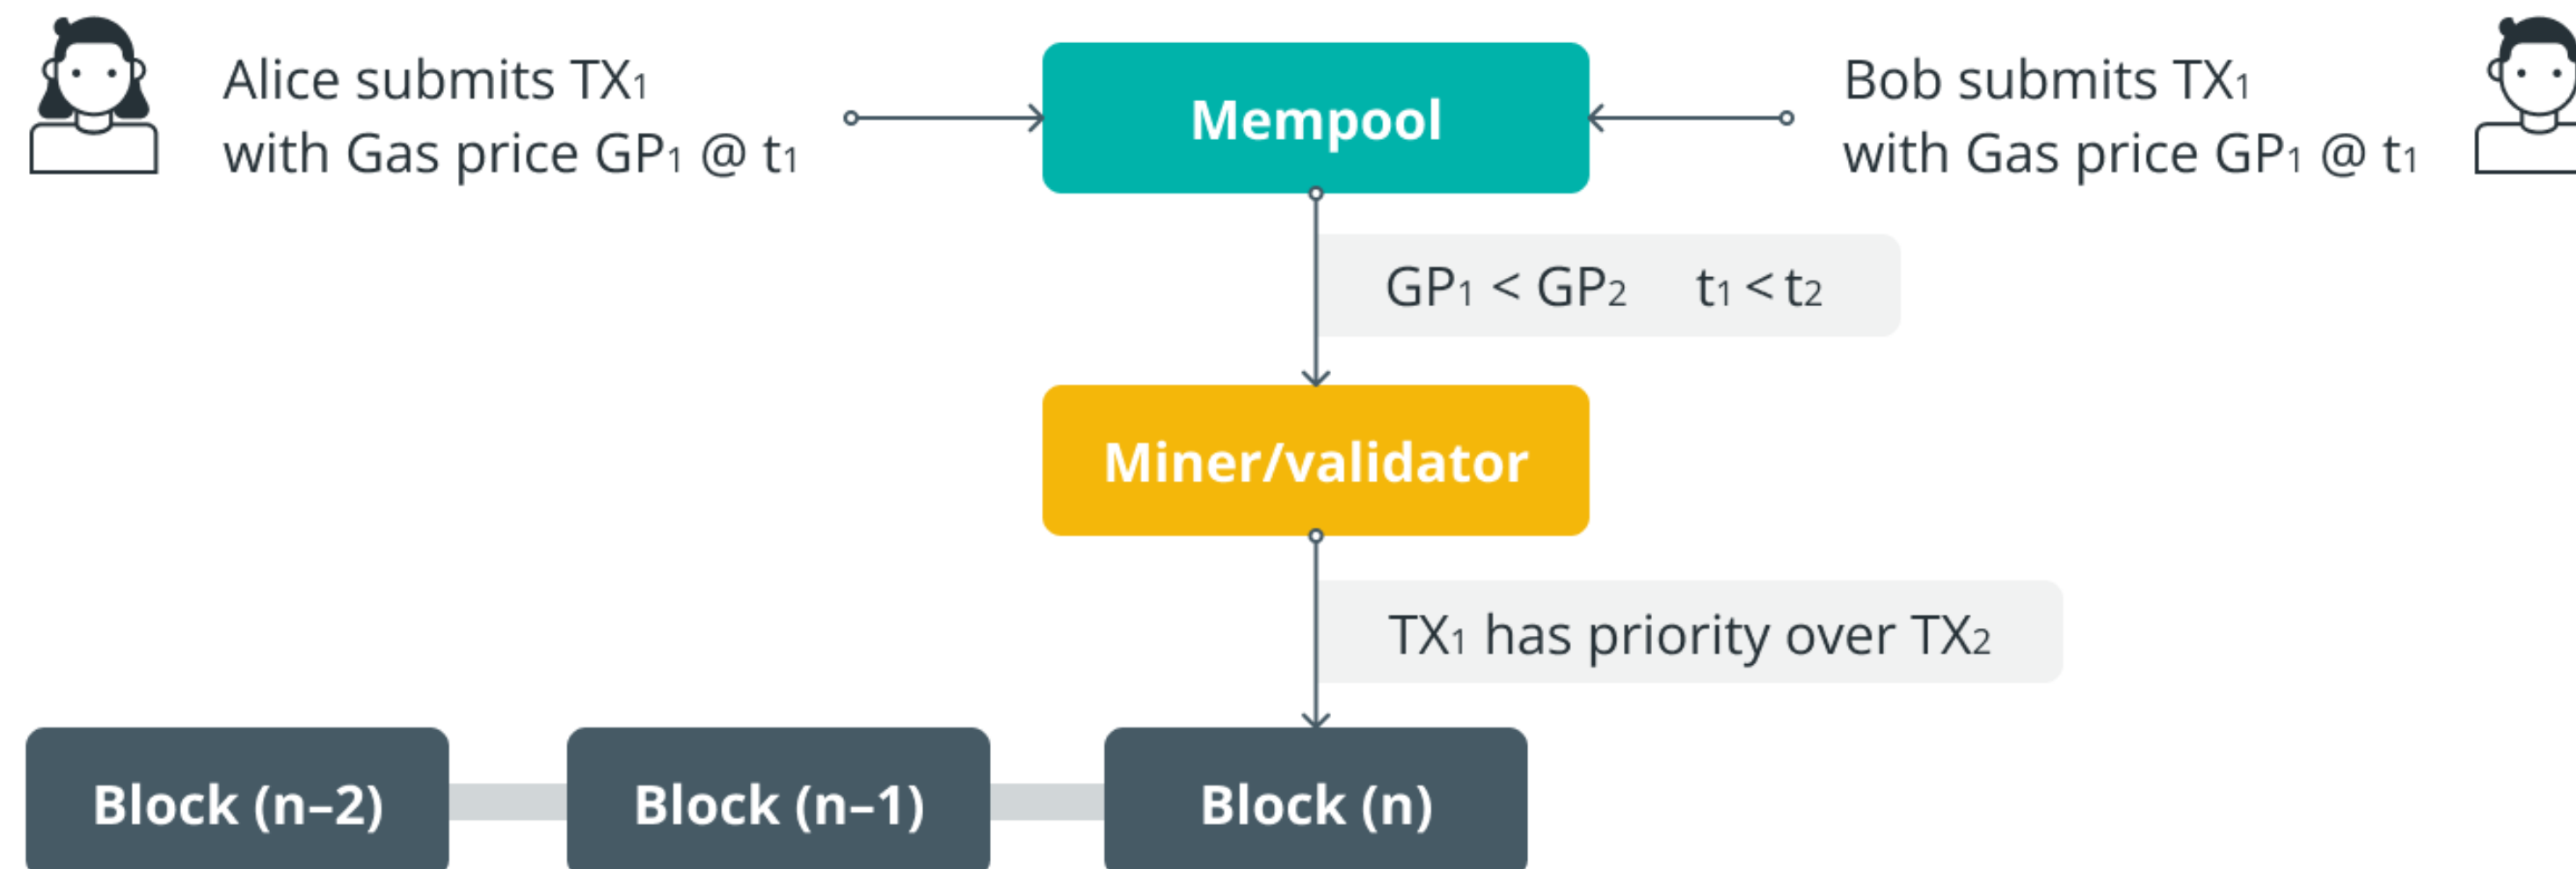 Alice submits TX₁
with Gas price GP₁ @ t₁
Mempool
Bob submits TX₁
with Gas price GP₁ @ t₁
GP₁ < GP₂ t₁ < t₂
Miner/validator
TX₁ has priority over TX₂
Block (n–2)
Block (n–1)
Block (n)